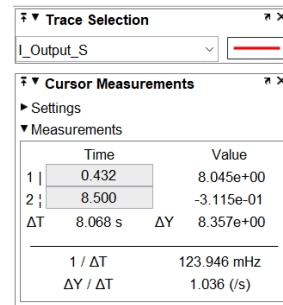 Trace Selection
I_Output_S
Cursor Measurements
Settings
Measurements
Time Value
1 | 0.432 8.045e+00
2 ¦ 8.500 -3.115e-01
ΔT 8.068 s ΔY 8.357e+00
1 / ΔT 123.946 mHz
ΔY / ΔT 1.036 (/s)